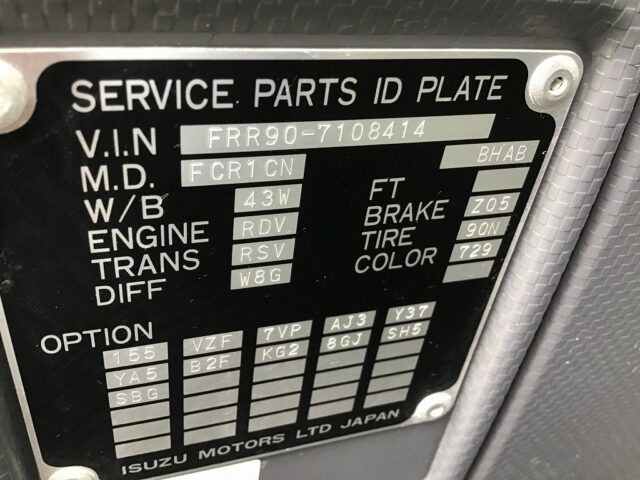 SERVICE PARTS ID PLATE
V.I.N FRR90-7108414
M.D. FCR1CN BHAB
W/B 43W FT
ENGINE RDV BRAKE Z05
TRANS RSV TIRE 90N
DIFF W8G COLOR 729
OPTION
155 VZF 7VP AJ3 Y37
YA5 B2F KG2 8GJ SH5
SBG
ISUZU MOTORS LTD JAPAN